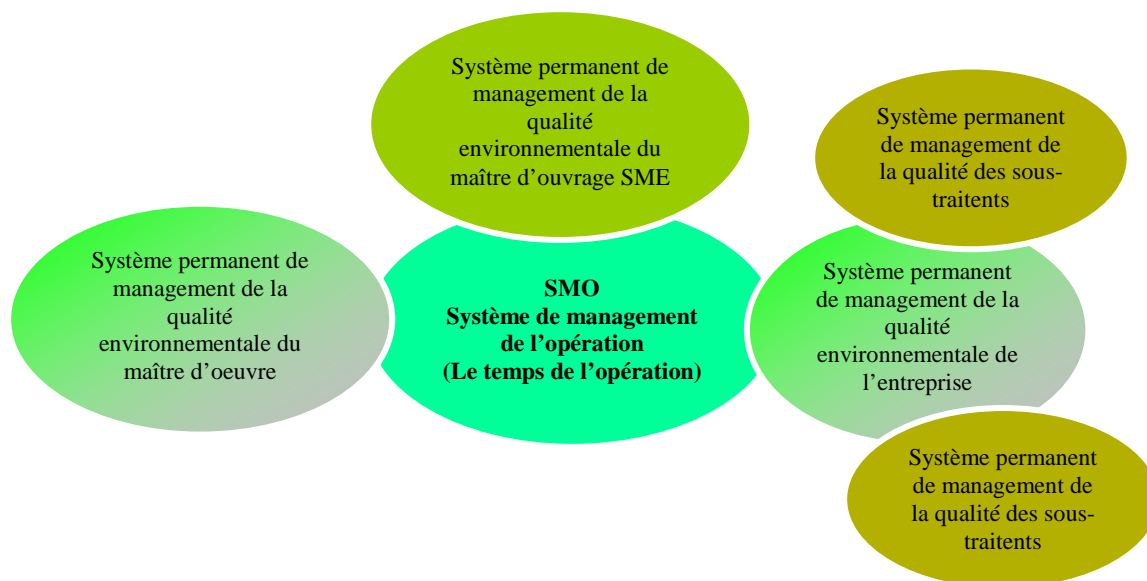 Système permanent de
management de la
qualité
environnementale du
maître d’ouvrage SME
Système permanent
de management de
la qualité des sous-
traitents
Système permanent de
management de la
qualité
environnementale du
maître d’oeuvre
SMO
Système de management
de l’opération
(Le temps de l’opération)
Système permanent
de management de la
qualité
environnementale de
l’entreprise
Système permanent
de management de
la qualité des sous-
traitents